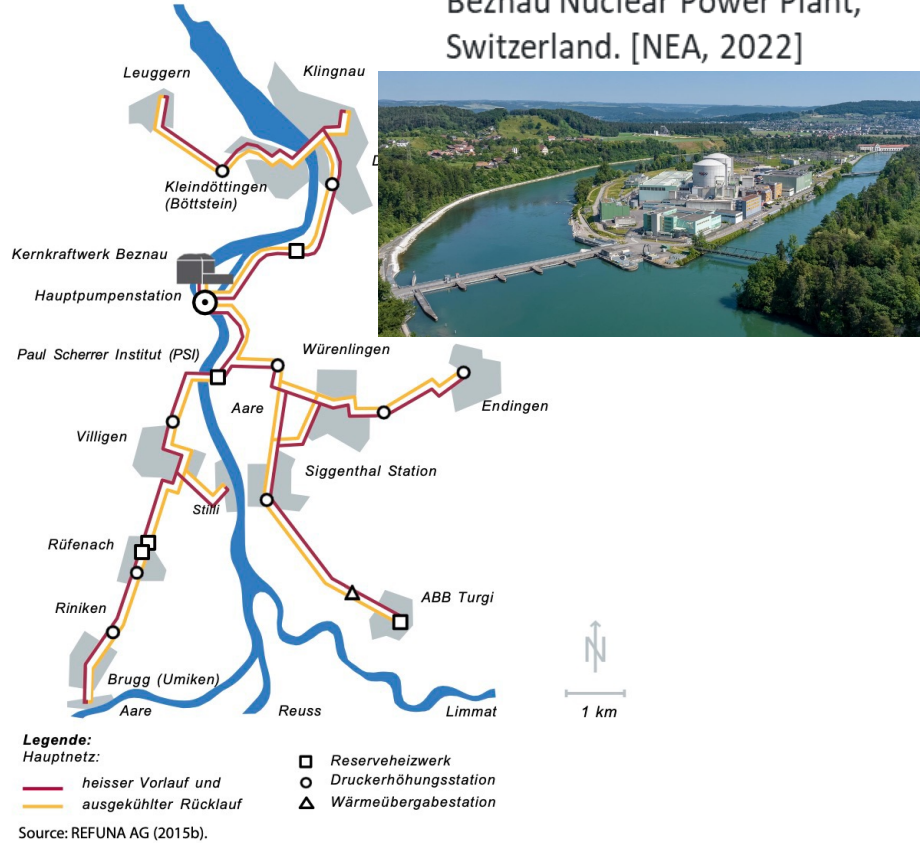 Beznau Nuclear Power Plant,
Switzerland. [NEA, 2022]
Leuggern
Klingnau
Kleindöttingen
(Böttstein)
Kernkraftwerk Beznau
Hauptpumpenstation
Paul Scherrer Institut (PSI)
Würenlingen
Aare
Endingen
Villigen
Siggenthal Station
Stilli
Rüfenach
ABB Turgi
Riniken
N
Brugg (Umiken)
Aare
Reuss
Limmat
1 km
Legende:
Hauptnetz:
heisser Vorlauf und
ausgekühlter Rücklauf
Reserveheizwerk
Druckerhöhungsstation
Wärmeübergabestation
Source: REFUNA AG (2015b).